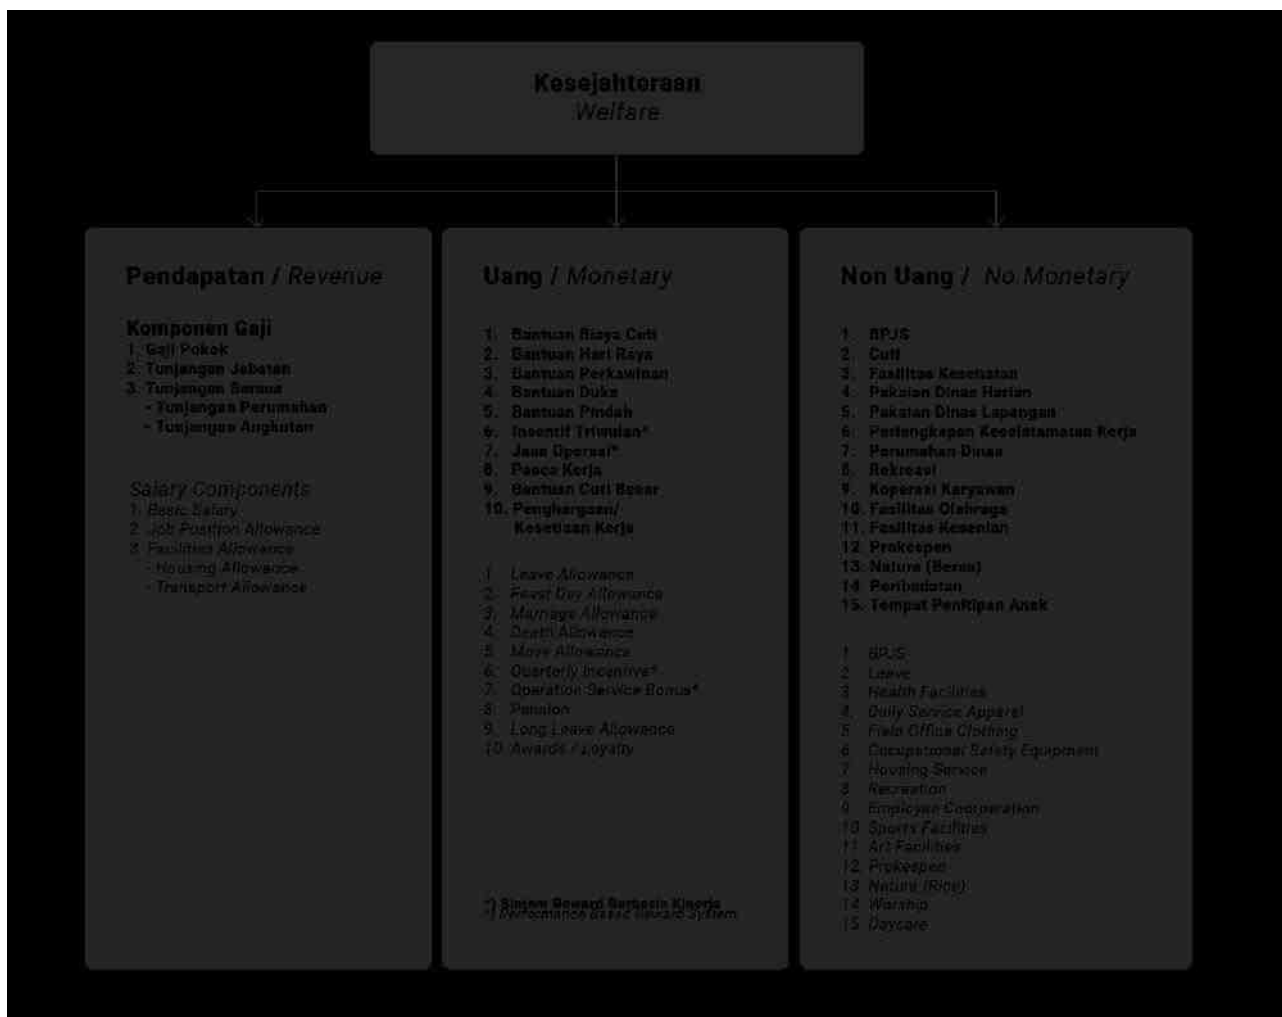 Kesejahteraan
Welfare
Pendapatan / Revenue
Komponen Gaji
1. Gaji Pokok
2. Tunjangan Jabatan
3. Tunjangan Sarana
- Tunjangan Perumahan
- Tunjangan Angkutan
Salary Components
1. Basic Salary
2. Job Position Allowance
3. Facilities Allowance
- Housing Allowance
- Transport Allowance
Uang / Monetary
1. Bantuan Biaya Cuti
2. Bantuan Hari Raya
3. Bantuan Perkawinan
4. Bantuan Duka
5. Bantuan Pindah
6. Insentif Triwulan*
7. Jasa Operasi*
8. Pasca Kerja
9. Bantuan Cuti Besar
10. Penghargaan/
Kesetiaan Kerja
1. Leave Allowance
2. Feast Day Allowance
3. Marriage Allowance
4. Death Allowance
5. Move Allowance
6. Quarterly Incentive*
7. Operation Service Bonus*
8. Pension
9. Long Leave Allowance
10. Awards / Loyalty
*) Sistem Reward Berbasis Kinerja
*) Performance Based Reward System
Non Uang / No.Monetary
1. BPJS
2. Cuti
3. Fasilitas Kesehatan
4. Pakaian Dinas Harian
5. Pakaian Dinas Lapangan
6. Perlengkapan Keselatamatan Kerja
7. Perumahan Dinas
8. Rekreasi
9. Koperasi Karyawan
10. Fasilitas Olahraga
11. Fasilitas Kesenian
12. Prokespen
13. Natura (Beras)
14. Peribadatan
15. Tempat Penitipan Anak
1. BPJS
2. Leave
3. Health Facilities
4. Daily Service Apparel
5. Field Office Clothing
6. Occupational Safety Equipment
7. Housing Service
8. Recreation
9. Employee Cooperation
10. Sports Facilities
11. Art Facilities
12. Prokespen
13. Natura (Rice)
14. Worship
15. Daycare